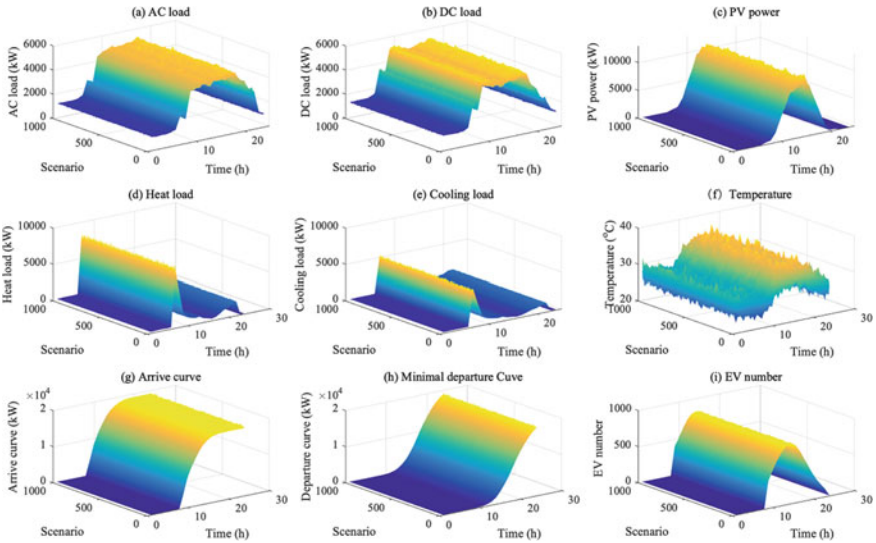 (a) AC load (b) DC load (c) PV power
AC load (kW) 6000 4000 2000 0 1000 500 0 Scenario 0 10 20 Time (h)
DC load (kW) 6000 4000 2000 0 1000 500 0 Scenario 0 10 20 Time (h)
PV power (kW) 10000 5000 0 1000 500 0 Scenario 0 10 20 Time (h)
(d) Heat load (e) Cooling load (f) Temperature
Heat load (kW) 10000 5000 0 1000 500 0 Scenario 0 10 20 30 Time (h)
Cooling load (kW) 10000 5000 0 1000 500 0 Scenario 0 10 20 30 Time (h)
Temperature (°C) 40 30 20 1000 500 0 Scenario 0 10 20 30 Time (h)
(g) Arrive curve (h) Minimal departure Cuve (i) EV number
Arrive curve (kW) ×10⁴ 2 1 0 1000 500 0 Scenario 0 10 20 30 Time (h)
Departure curve (kW) ×10⁴ 2 1 0 1000 500 0 Scenario 0 10 20 30 Time (h)
EV number 1000 500 0 1000 500 0 Scenario 0 10 20 30 Time (h)